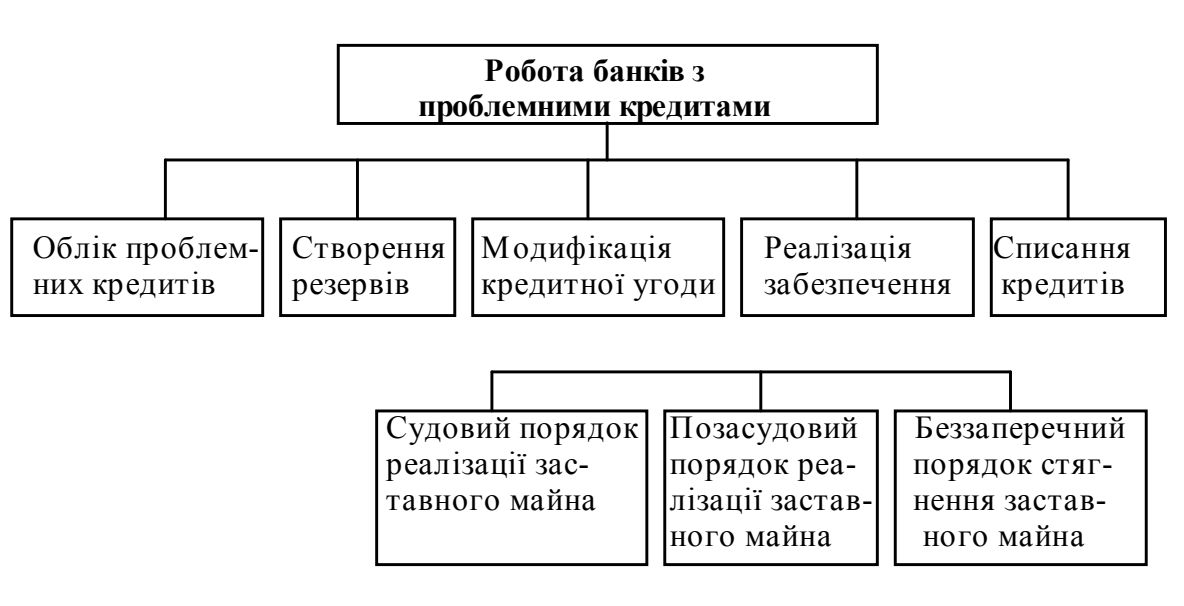 Робота банків з
проблемними кредитами
Облік проблем-
них кредитів
Створення
резервів
Модифікація
кредитної угоди
Реалізація
забезпечення
Списання
кредитів
Судовий порядок
реалізації зас-
тавного майна
Позасудовий
порядок реа-
лізації застав-
ного майна
Беззаперечний
порядок стяг-
нення застав-
ного майна